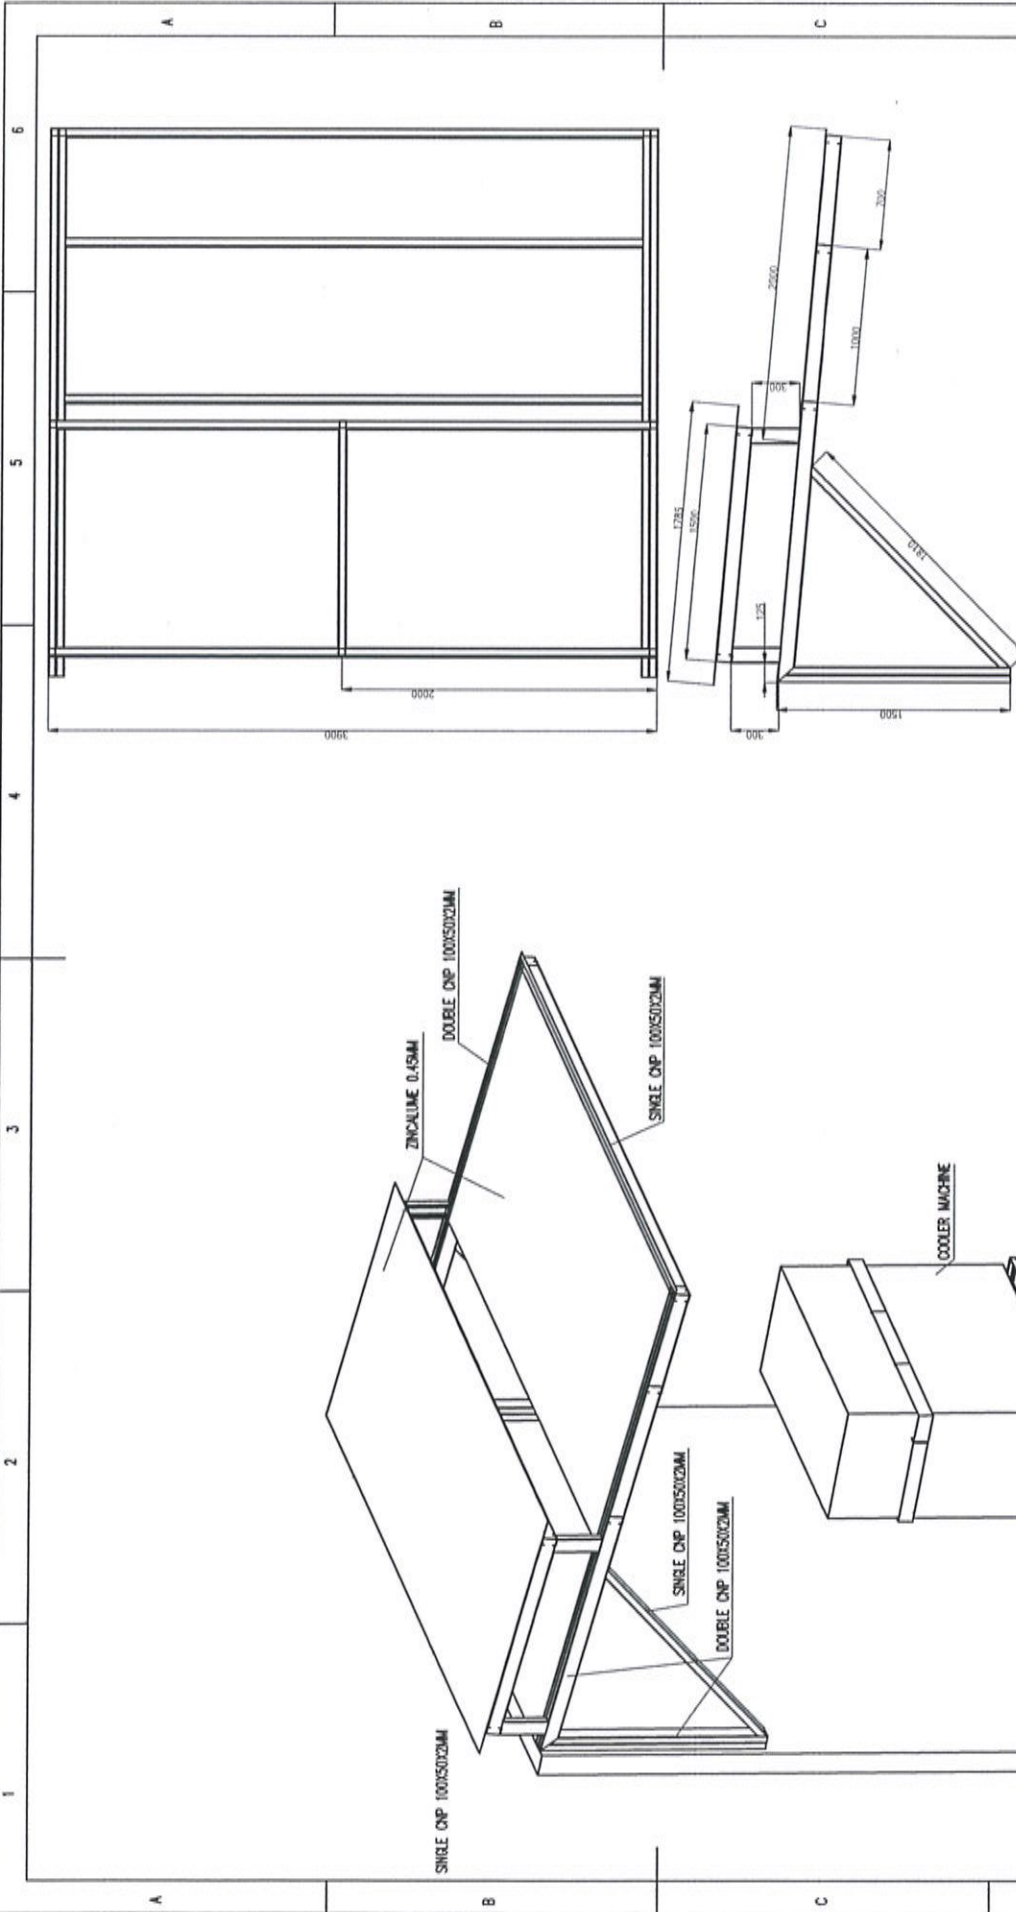 1
2
3
4
5
6
A
B
C
A
B
C
SINGLE CNP 100X50X2MM
ZINCALUME 0.45MM
DOUBLE CNP 100X50X2MM
SINGLE CNP 100X50X2MM
SINGLE CNP 100X50X2MM
DOUBLE CNP 100X50X2MM
COOLER MACHINE
3900
2000
1785
1500
125
300
300
2000
1000
700
1500
1810